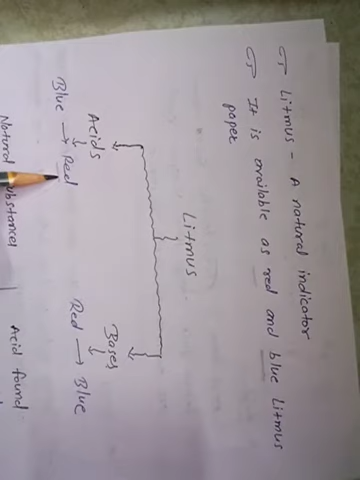 Litmus - A natural indicator
It is available as red and blue Litmus
paper
Litmus
Acids
Bases
Blue → Red
Red → Blue
Natural
Acid found